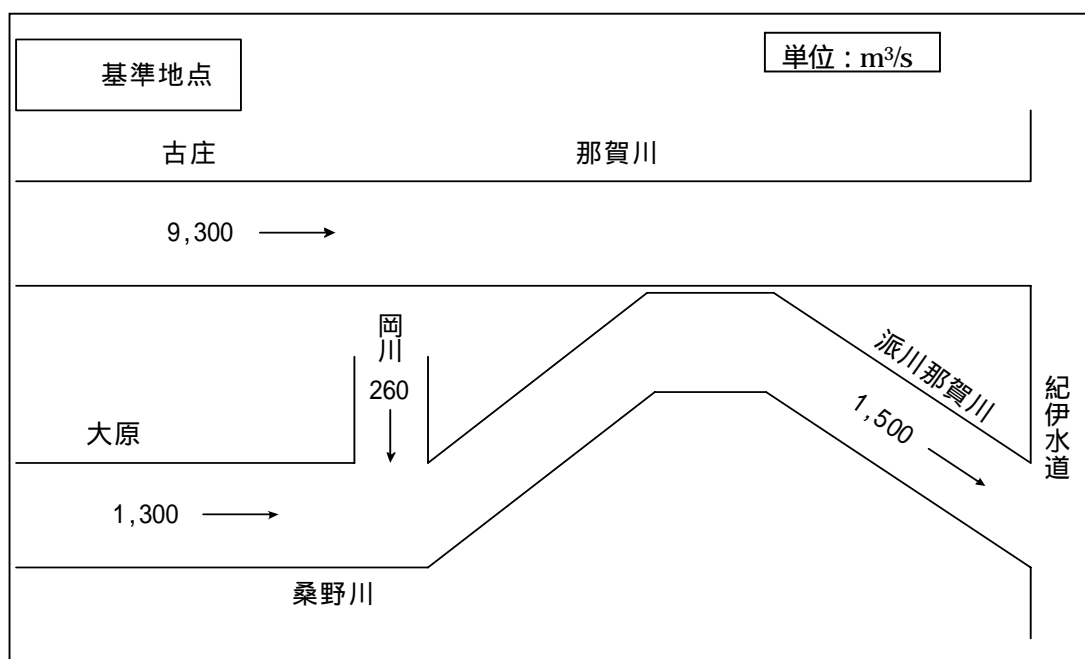 基準地点
単位：m³/s
古庄
那賀川
9,300
岡川
260
派川那賀川
1,500
紀伊水道
大原
1,300
桑野川